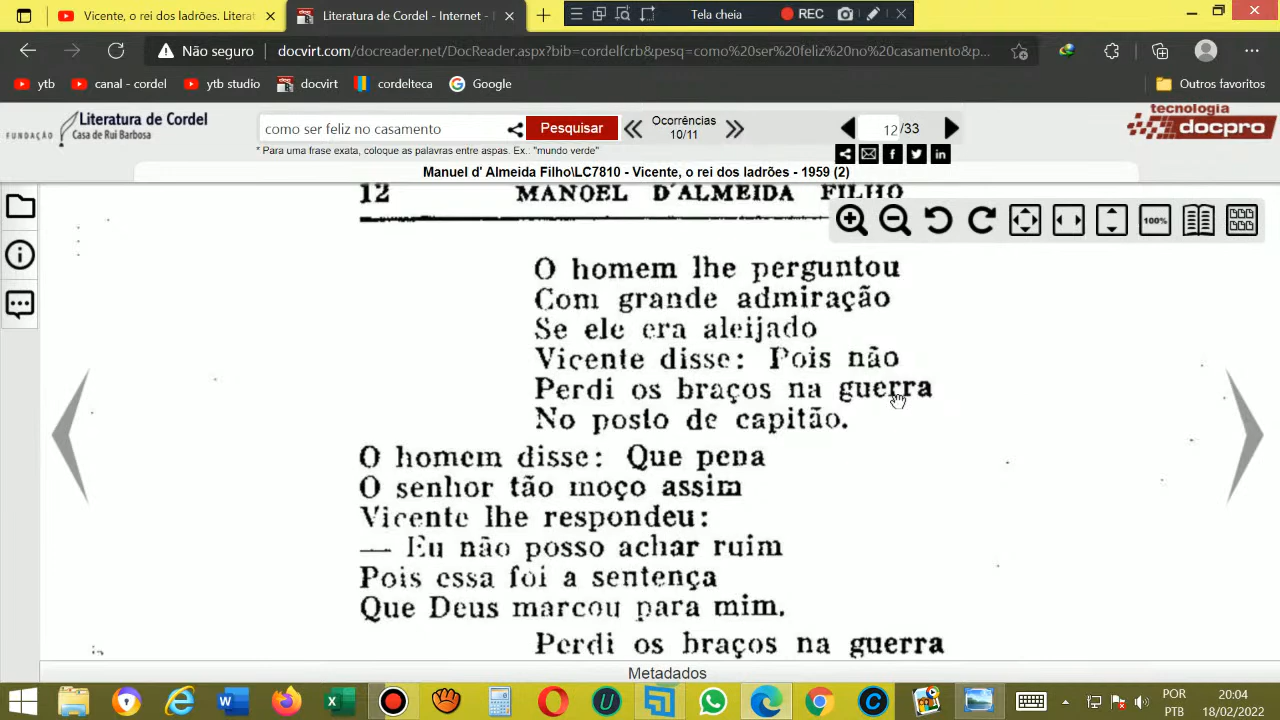 Vicente, o rei dos ladrões. Literat
Literatura de Cordel - Internet -
Tela cheia
REC
Não seguro
docvirt.com/docreader.net/DocReader.aspx?bib=cordelfcrb&pesq=como%20ser%20feliz%20no%20casamento&p...
ytb
canal - cordel
ytb studio
docvirt
cordelteca
Google
Outros favoritos
FUNDAÇÃO
Literatura de Cordel
Casa de Rui Barbosa
como ser feliz no casamento
Pesquisar
Ocorrências
10/11
12 /33
tecnologia
docpro
* Para uma frase exata, coloque as palavras entre aspas. Ex.: "mundo verde"
Manuel d' Almeida Filho\LC7810 - Vicente, o rei dos ladrões - 1959 (2)
12 MANOEL D'ALMEIDA FILHO
100%
O homem lhe perguntou
Com grande admiração
Se ele era aleijado
Vicente disse: Pois não
Perdi os braços na guerra
No posto de capitão.
O homem disse: Que pena
O senhor tão moço assim
Vicente lhe respondeu:
— Eu não posso achar ruim
Pois essa foi a sentença
Que Deus marcou para mim.
Perdi os braços na guerra
Metadados
POR
PTB
20:04
18/02/2022